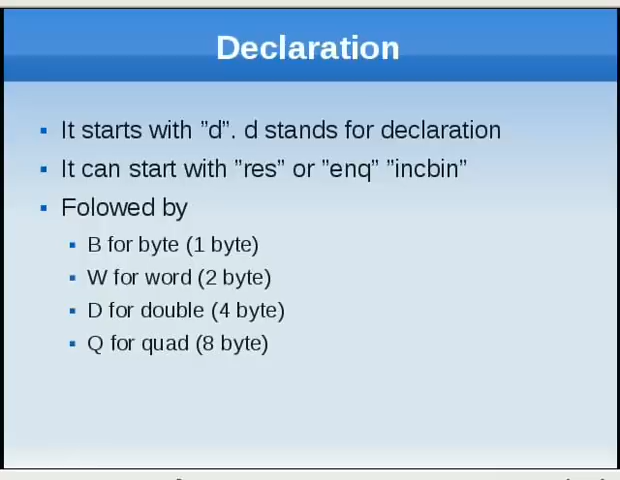 Declaration
It starts with ”d”. d stands for declaration
It can start with ”res” or ”enq” ”incbin”
Folowed by
B for byte (1 byte)
W for word (2 byte)
D for double (4 byte)
Q for quad (8 byte)